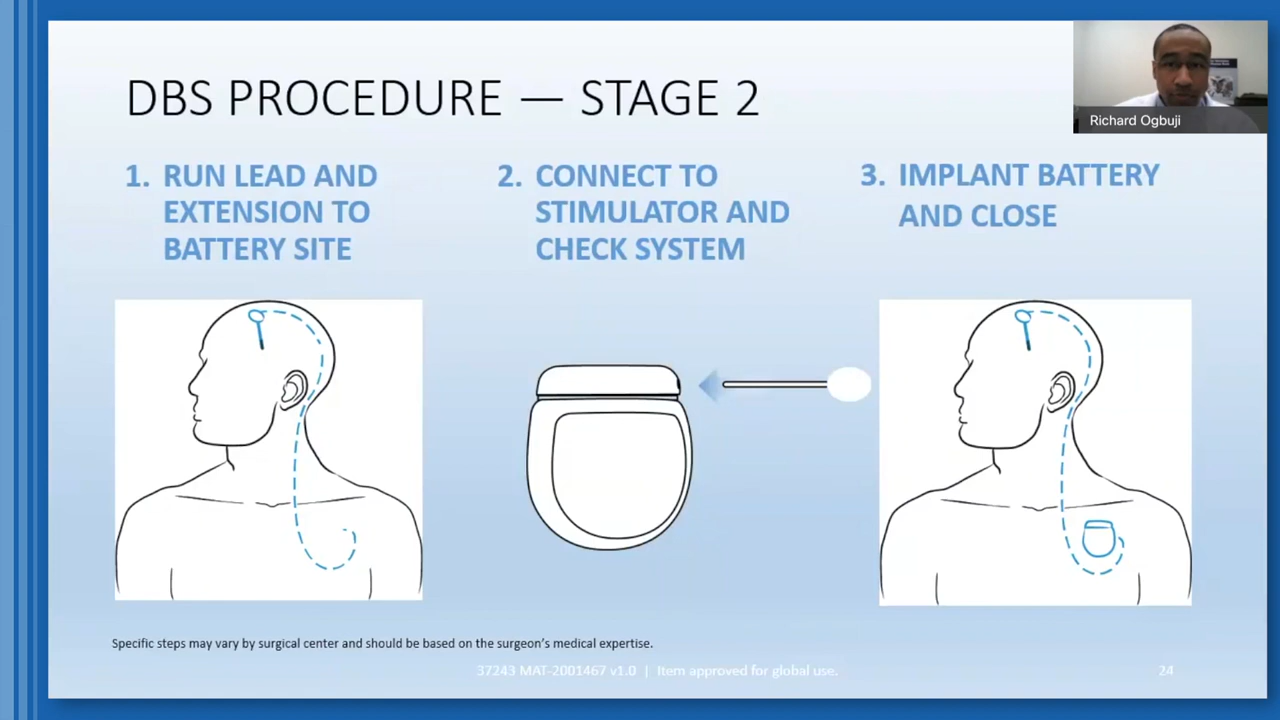 DBS PROCEDURE — STAGE 2
Richard Ogbuji
1. RUN LEAD AND
EXTENSION TO
BATTERY SITE
2. CONNECT TO
STIMULATOR AND
CHECK SYSTEM
3. IMPLANT BATTERY
AND CLOSE
Specific steps may vary by surgical center and should be based on the surgeon's medical expertise.
37243 MAT-2001467 v1.0 | Item approved for global use.
24